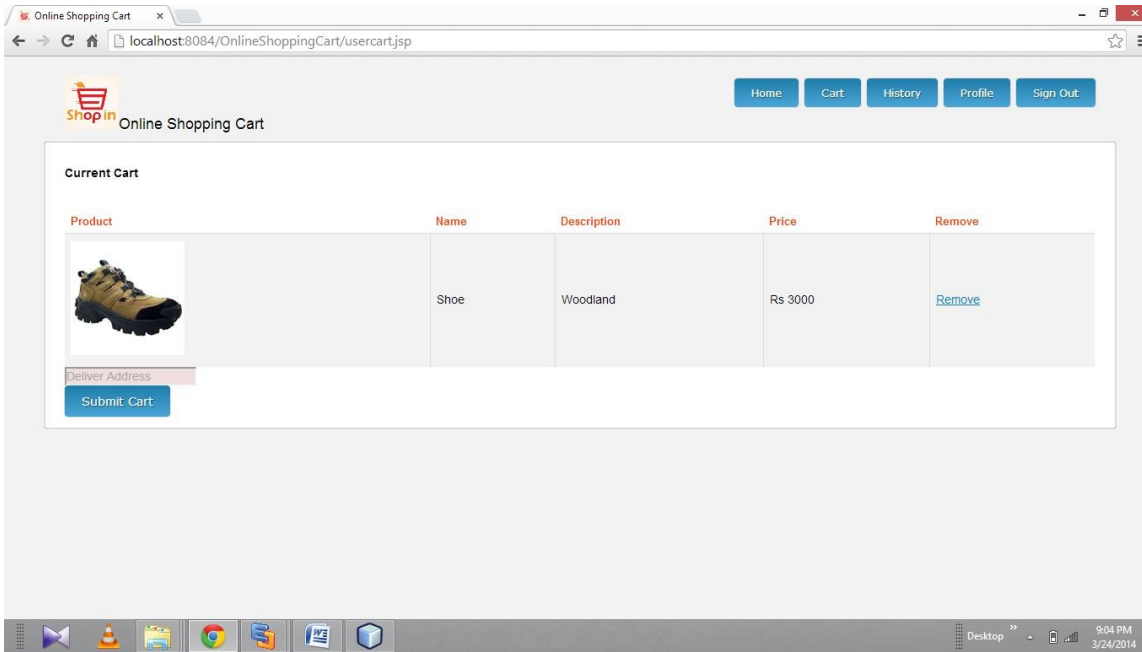 Online Shopping Cart
localhost:8084/OnlineShoppingCart/usercart.jsp
Shop in
Online Shopping Cart
Home Cart History Profile Sign Out
Current Cart
Product Name Description Price Remove
Shoe Woodland Rs 3000 Remove
Deliver Address
Submit Cart
Desktop
9:04 PM
3/24/2014